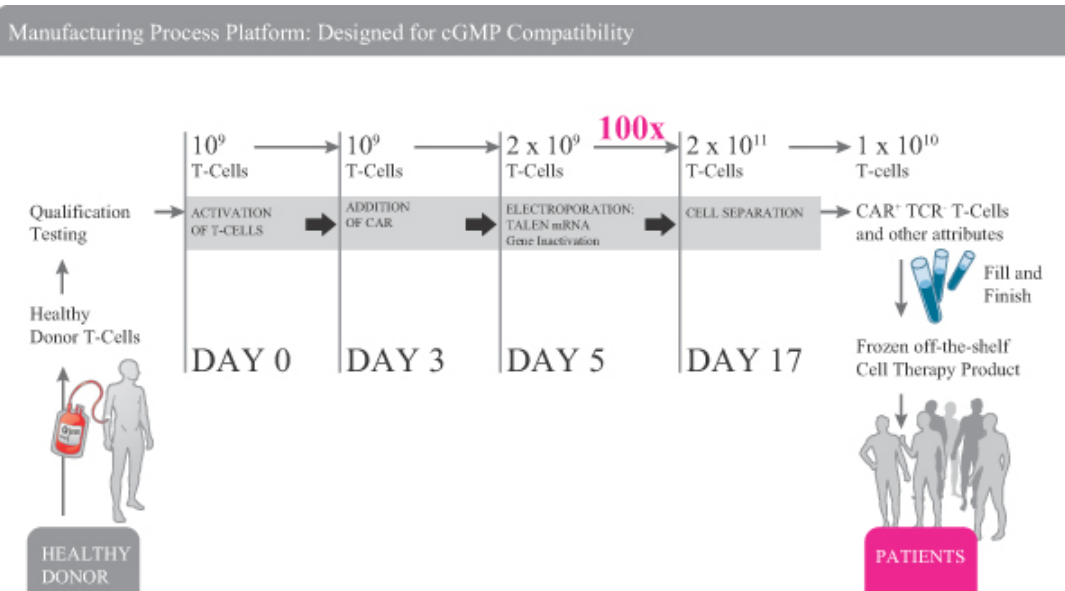 Manufacturing Process Platform: Designed for cGMP Compatibility
10⁹
T-Cells
10⁹
T-Cells
2 x 10⁹
T-Cells
100x
2 x 10¹¹
T-Cells
1 x 10¹⁰
T-cells
Qualification
Testing
ACTIVATION
OF T-CELLS
ADDITION
OF CAR
ELECTROPORATION:
TALEN mRNA
Gene Inactivation
CELL SEPARATION
CAR⁺ TCR⁻ T-Cells
and other attributes
Fill and
Finish
Healthy
Donor T-Cells
DAY 0
DAY 3
DAY 5
DAY 17
Frozen off-the-shelf
Cell Therapy Product
HEALTHY
DONOR
PATIENTS